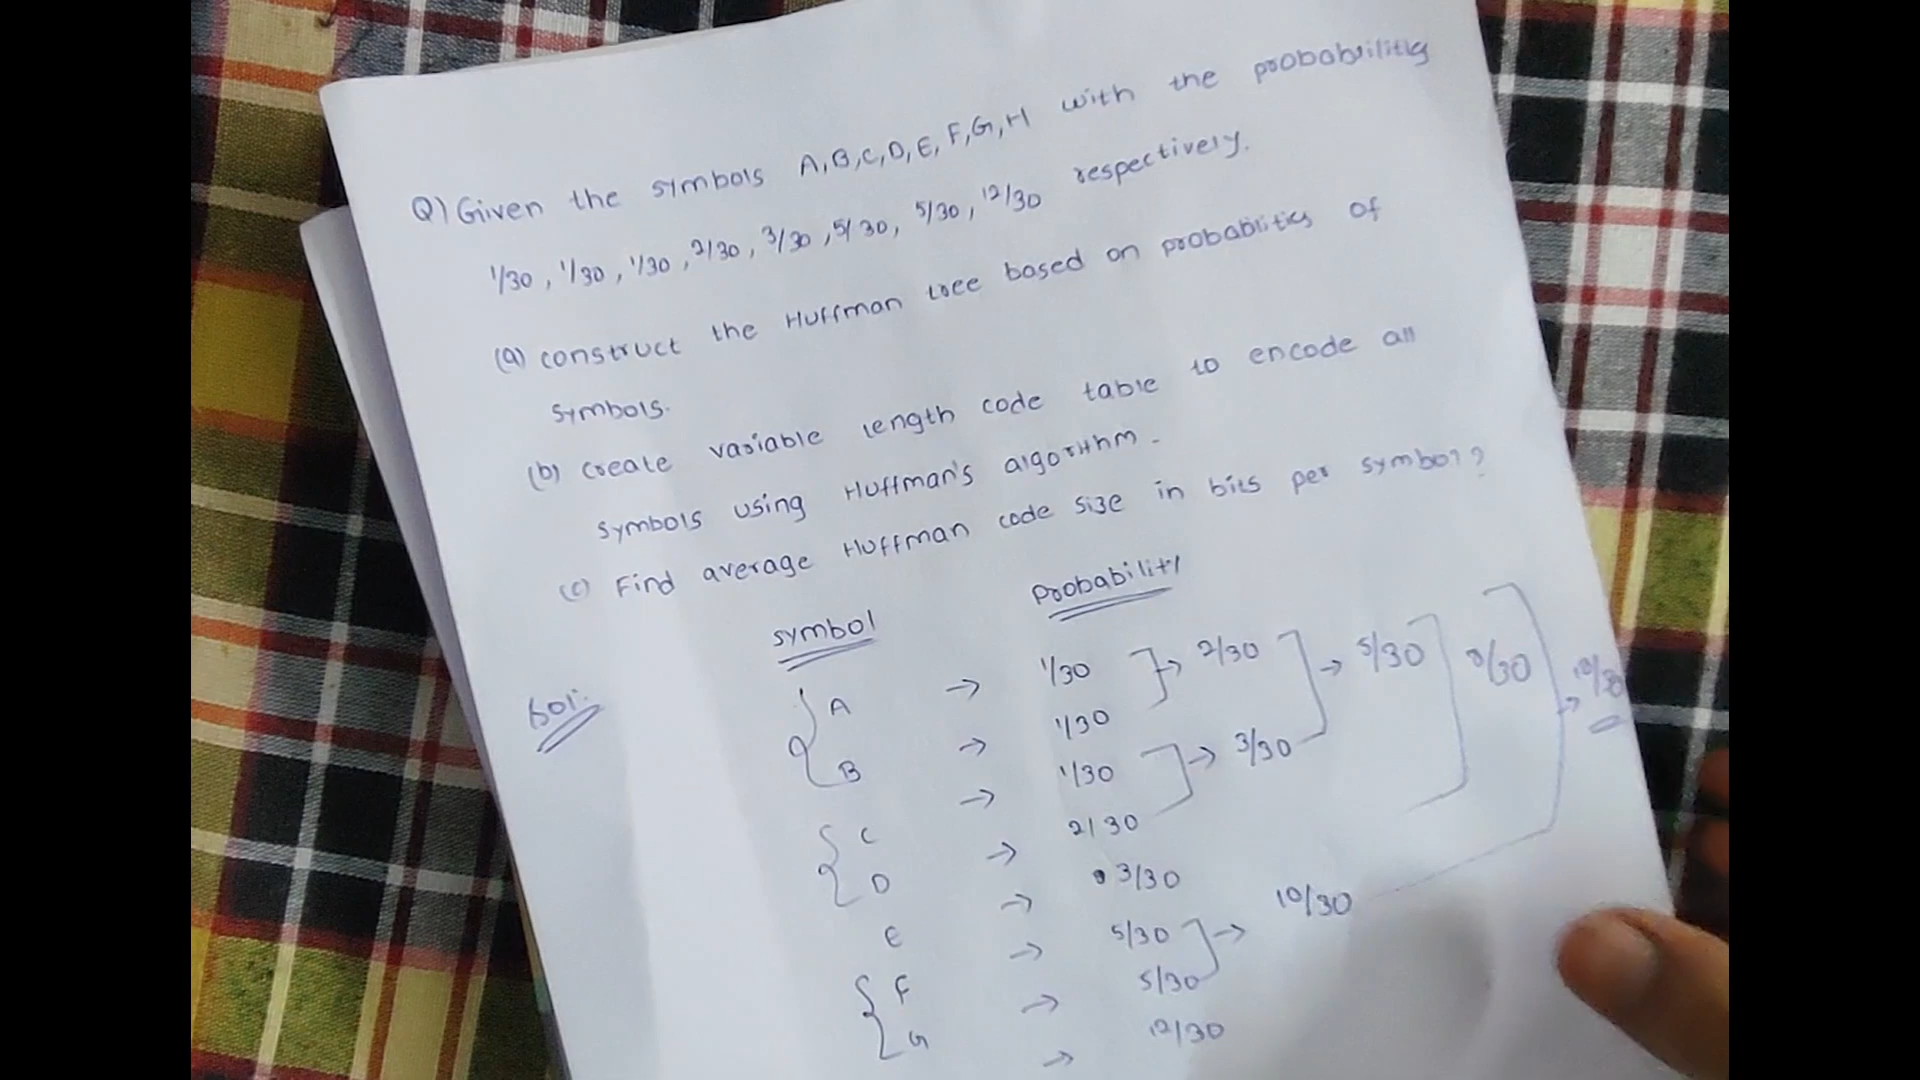 Q) Given the symbols A,B,C,D,E,F,G,H with the probabilities
1/30, 1/30, 1/30, 2/30, 3/30, 5/30, 5/30, 12/30 respectively.
(a) construct the Huffman tree based on probabilities of
symbols.
(b) create variable length code table to encode all
symbols using Huffman's algorithm.
(c) Find average Huffman code size in bits per symbol?
Symbol Probability
Sol:
A → 1/30 → 2/30 → 5/30 8/30 →
B → 1/30
C → 1/30 → 3/30
D → 2/30
E → 3/30
F → 5/30 → 10/30
G → 5/30
→ 12/30